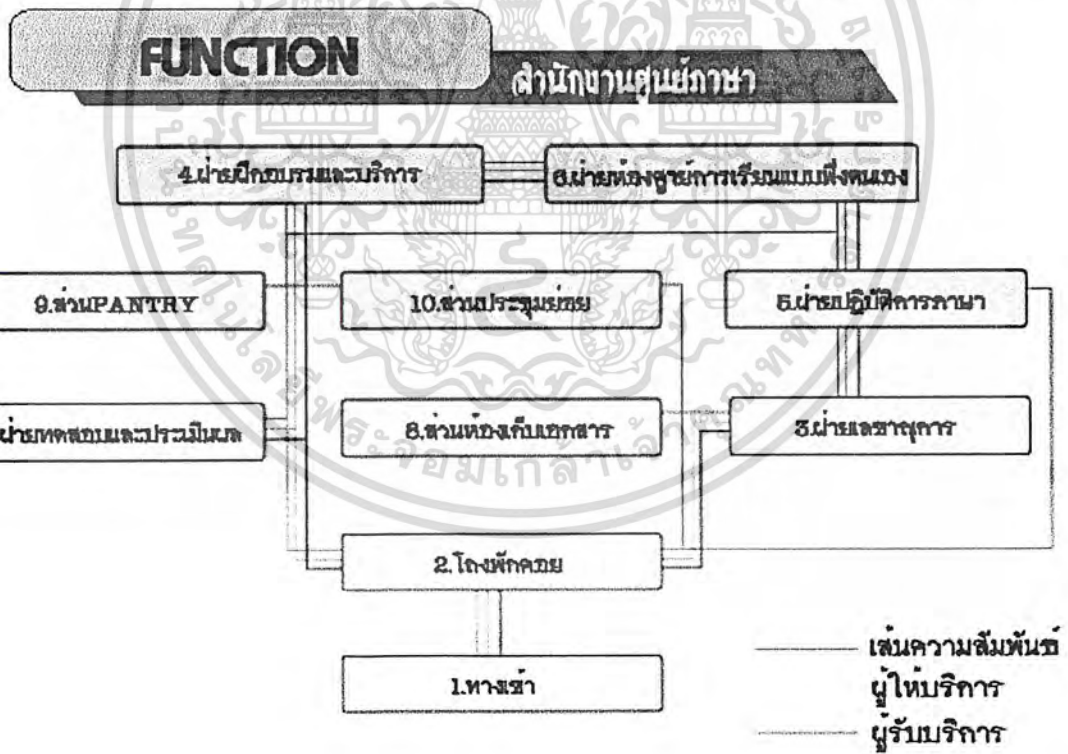 FUNCTION
สำนักงานศูนย์ภาษา
4.ฝ่ายฝึกอบรมและบริการ
6.ฝ่ายห้องศูนย์การเรียนแบบพึ่งตนเอง
9.ส่วนPANTRY
10.ส่วนประชุมย่อย
5.ฝ่ายปฏิบัติการภาษา
ฝ่ายทดสอบและประเมินผล
8.ส่วนห้องเก็บเอกสาร
3.ฝ่ายเลขานุการ
2.โถงพักคอย
1.ทางเข้า
เส้นความสัมพันธ์
ผู้ให้บริการ
ผู้รับบริการ